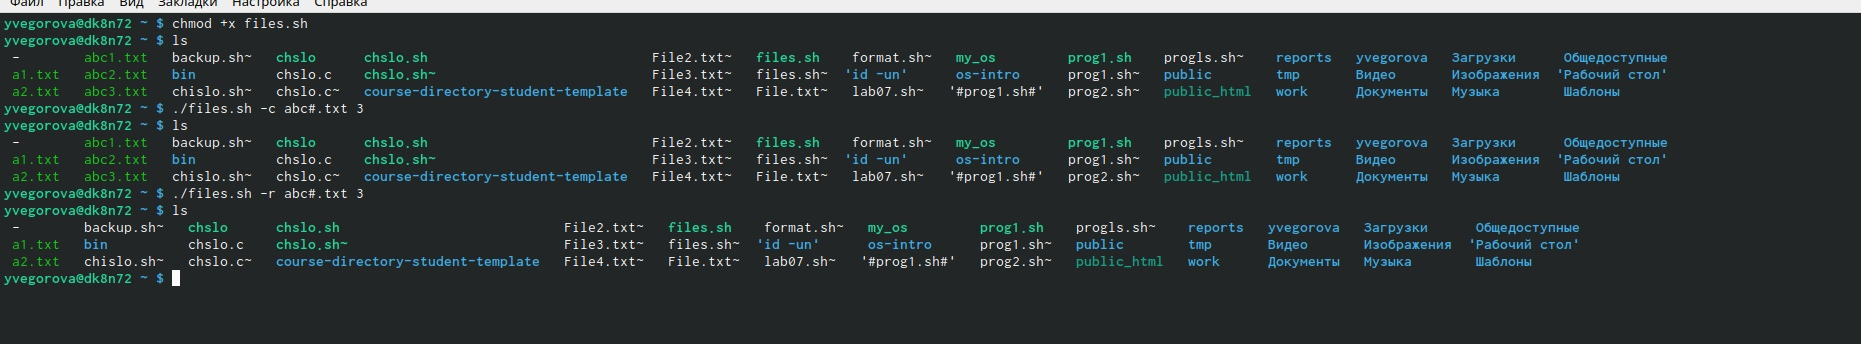 Файл Правка Вид Закладки Настройки Справка
yvegorova@dk8n72 ~ $ chmod +x files.sh
yvegorova@dk8n72 ~ $ ls
-       abc1.txt  backup.sh~  chslo    chslo.sh                           File2.txt~  files.sh   format.sh~  my_os        prog1.sh   progls.sh~   reports  yvegorova  Загрузки     Общедоступные
a1.txt  abc2.txt  bin         chslo.c  chslo.sh~                          File3.txt~  files.sh~  'id -un'    os-intro     prog1.sh~  public       tmp      Видео      Изображения  'Рабочий стол'
a2.txt  abc3.txt  chislo.sh~  chslo.c~ course-directory-student-template  File4.txt~  File.txt~  lab07.sh~   '#prog1.sh#' prog2.sh~  public_html  work     Документы  Музыка       Шаблоны
yvegorova@dk8n72 ~ $ ./files.sh -c abc#.txt 3
yvegorova@dk8n72 ~ $ ls
-       abc1.txt  backup.sh~  chslo    chslo.sh                           File2.txt~  files.sh   format.sh~  my_os        prog1.sh   progls.sh~   reports  yvegorova  Загрузки     Общедоступные
a1.txt  abc2.txt  bin         chslo.c  chslo.sh~                          File3.txt~  files.sh~  'id -un'    os-intro     prog1.sh~  public       tmp      Видео      Изображения  'Рабочий стол'
a2.txt  abc3.txt  chislo.sh~  chslo.c~ course-directory-student-template  File4.txt~  File.txt~  lab07.sh~   '#prog1.sh#' prog2.sh~  public_html  work     Документы  Музыка       Шаблоны
yvegorova@dk8n72 ~ $ ./files.sh -r abc#.txt 3
yvegorova@dk8n72 ~ $ ls
-       backup.sh~  chslo    chslo.sh                           File2.txt~  files.sh   format.sh~  my_os        prog1.sh   progls.sh~   reports  yvegorova  Загрузки     Общедоступные
a1.txt  bin         chslo.c  chslo.sh~                          File3.txt~  files.sh~  'id -un'    os-intro     prog1.sh~  public       tmp      Видео      Изображения  'Рабочий стол'
a2.txt  chislo.sh~  chslo.c~ course-directory-student-template  File4.txt~  File.txt~  lab07.sh~   '#prog1.sh#' prog2.sh~  public_html  work     Документы  Музыка       Шаблоны
yvegorova@dk8n72 ~ $